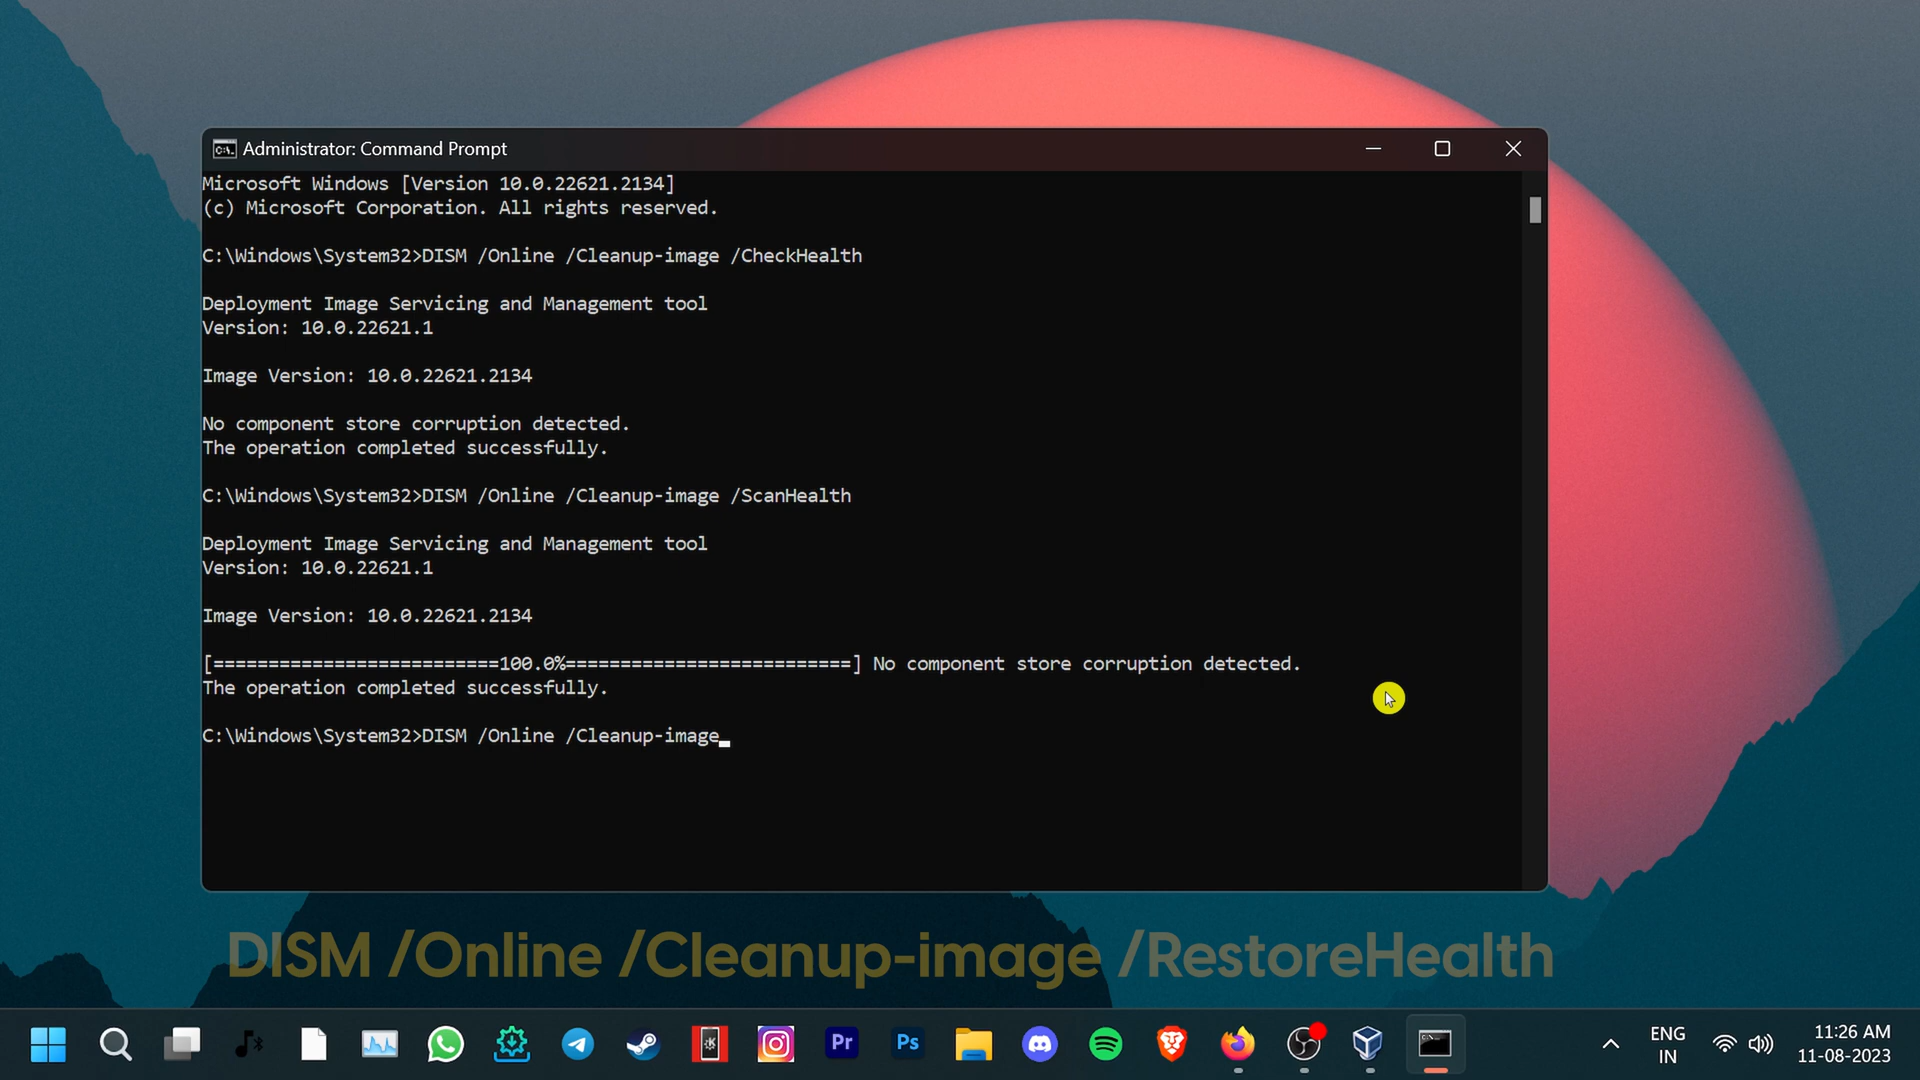 Administrator: Command Prompt
Microsoft Windows [Version 10.0.22621.2134]
(c) Microsoft Corporation. All rights reserved.
C:\Windows\System32>DISM /Online /Cleanup-image /CheckHealth
Deployment Image Servicing and Management tool
Version: 10.0.22621.1
Image Version: 10.0.22621.2134
No component store corruption detected.
The operation completed successfully.
C:\Windows\System32>DISM /Online /Cleanup-image /ScanHealth
Deployment Image Servicing and Management tool
Version: 10.0.22621.1
Image Version: 10.0.22621.2134
[==========================100.0%==========================] No component store corruption detected.
The operation completed successfully.
C:\Windows\System32>DISM /Online /Cleanup-image
DISM /Online /Cleanup-image /RestoreHealth
Pr
Ps
ENG
IN
11:26 AM
11-08-2023